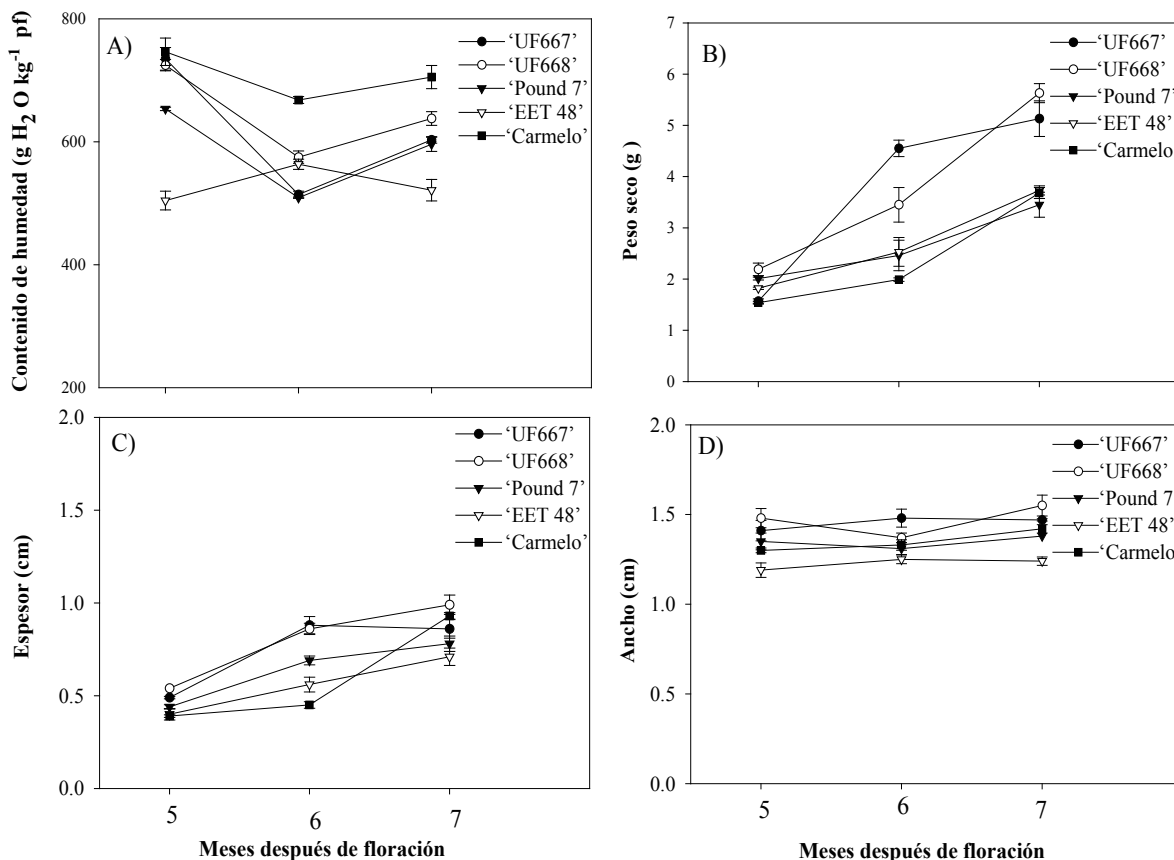 A)
Contenido de humedad (g H2 O kg-1 pf)
800
600
400
200
‘UF667’
‘UF668’
‘Pound 7’
‘EET 48’
‘Carmelo’
B)
Peso seco (g )
7
6
5
4
3
2
1
0
‘UF667’
‘UF668’
‘Pound 7’
‘EET 48’
‘Carmelo
C)
Espesor (cm)
2.0
1.5
1.0
0.5
0.0
‘UF667’
‘UF668’
‘Pound 7’
‘EET 48’
‘Carmelo’
5
6
7
Meses después de floración
D)
Ancho (cm)
2.0
1.5
1.0
0.5
0.0
‘UF667’
‘UF668’
‘Pound 7
‘EET 48’
‘Carmelo
5
6
7
Meses después de floración